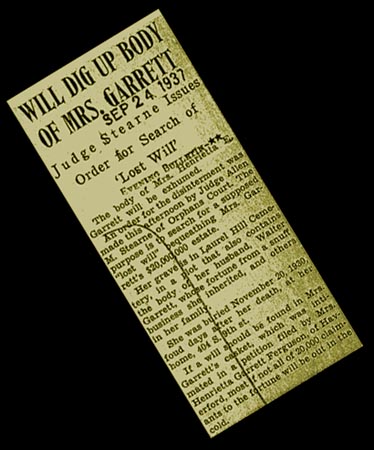 WILL DIG UP BODY
OF MRS. GARRETT
SEP 24 1937
Judge Stearne Issues
Order for Search of
'Lost Will'
EVENING BULLETIN **
The body of Mrs. Henrietta E.
Garrett will be exhumed.
An order for the disinterment was
made this afternoon by Judge Allen
M. Stearne of Orphans Court. The
purpose is to search for a supposed
"lost will" bequeathing Mrs. Gar-
rett's $20,000,000 estate.
Her grave is in Laurel Hill Ceme-
tery, in a plot that also contains
the body of her husband, Walter
Garrett, whose fortune from a snuff
business she inherited, and others
in her family.
She was buried November 20, 1930,
four days after her death, her
home, 404 S. 9th st.
If a will should be found in Mrs.
Garrett's casket, which was inti-
mated in a petition filed by Mrs.
Henrietta Garrett Ferguson of
erford, most if not all of 20,000 claim-
ants to the fortune will be out in the
cold.